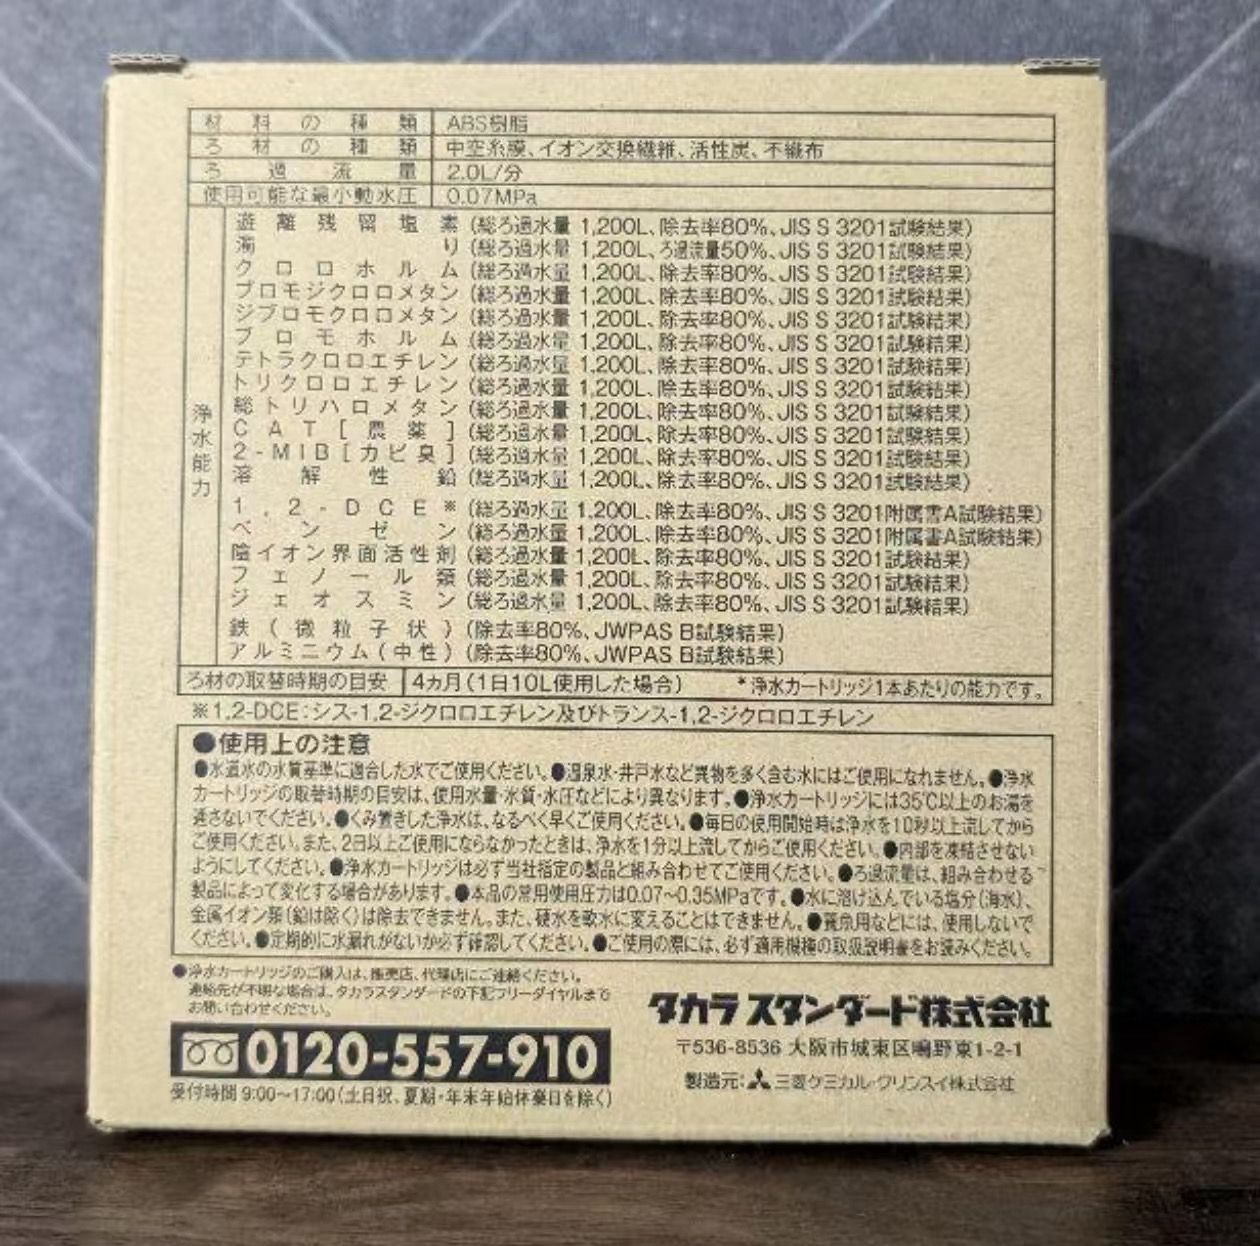 材料の種類 ABS樹脂
ろ材の種類 中空糸膜、イオン交換繊維、活性炭、不織布
ろ過流量 2.0L/分
使用可能な最小動水圧 0.07MPa
浄水能力
遊離残留塩素(総ろ過水量 1,200L、除去率80%、JIS S 3201試験結果)
濁り(総ろ過水量 1,200L、ろ過流量50%、JIS S 3201試験結果)
クロロホルム(総ろ過水量 1,200L、除去率80%、JIS S 3201試験結果)
ブロモジクロロメタン(総ろ過水量 1,200L、除去率80%、JIS S 3201試験結果)
ジブロモクロロメタン(総ろ過水量 1,200L、除去率80%、JIS S 3201試験結果)
ブロモホルム(総ろ過水量 1,200L、除去率80%、JIS S 3201試験結果)
テトラクロロエチレン(総ろ過水量 1,200L、除去率80%、JIS S 3201試験結果)
トリクロロエチレン(総ろ過水量 1,200L、除去率80%、JIS S 3201試験結果)
総トリハロメタン(総ろ過水量 1,200L、除去率80%、JIS S 3201試験結果)
CAT[農薬](総ろ過水量 1,200L、除去率80%、JIS S 3201試験結果)
2-MIB[カビ臭](総ろ過水量 1,200L、除去率80%、JIS S 3201試験結果)
溶解性鉛(総ろ過水量 1,200L、除去率80%、JIS S 3201試験結果)
1,2-DCE※(総ろ過水量 1,200L、除去率80%、JIS S 3201附属書A試験結果)
ベンゼン(総ろ過水量 1,200L、除去率80%、JIS S 3201附属書A試験結果)
陰イオン界面活性剤(総ろ過水量 1,200L、除去率80%、JIS S 3201試験結果)
フェノール類(総ろ過水量 1,200L、除去率80%、JIS S 3201試験結果)
ジェオスミン(総ろ過水量 1,200L、除去率80%、JIS S 3201試験結果)
鉄(微粒子状)(除去率80%、JWPAS B試験結果)
アルミニウム(中性)(除去率80%、JWPAS B試験結果)
ろ材の取替時期の目安 4ヵ月(1日10L使用した場合) *浄水カートリッジ1本あたりの能力です。
※1,2-DCE:シス-1,2-ジクロロエチレン及びトランス-1,2-ジクロロエチレン
●使用上の注意
●水道水の水質基準に適合した水でご使用ください。●温泉水・井戸水など異物を多く含む水にはご使用になれません。●浄水
カートリッジの取替時期の目安は、使用水量・水質・水圧などにより異なります。●浄水カートリッジには35℃以上のお湯を
通さないでください。●くみ置きした浄水は、なるべく早くご使用ください。●毎日の使用開始時は浄水を10秒以上流してから
ご使用ください。また、2日以上ご使用にならなかったときは、浄水を1分以上流してからご使用ください。●内部を凍結させない
ようにしてください。●浄水カートリッジは必ず当社指定の製品と組み合わせてご使用ください。●ろ過流量は、組み合わせる
製品によって変化する場合があります。●本品の常用使用圧力は0.07~0.35MPaです。●水に溶け込んでいる塩分(海水)、
金属イオン類(鉛は除く)は除去できません。また、硬水を軟水に変えることはできません。●養魚用などには、使用しないで
ください。●定期的に水漏れがないか必ず確認してください。●ご使用の際には、必ず適用機種の取扱説明書をお読みください。
●浄水カートリッジのご購入は、販売店、代理店にご連絡ください。
連絡先が不明な場合は、タカラスタンダードの下記フリーダイヤルまで
お問い合わせください。
0120-557-910
受付時間 9:00~17:00(土日祝、夏期・年末年始休業日を除く)
タカラスタンダード株式会社
〒536-8536 大阪市城東区鴫野東1-2-1
製造元: 三菱ケミカル・クリンスイ株式会社